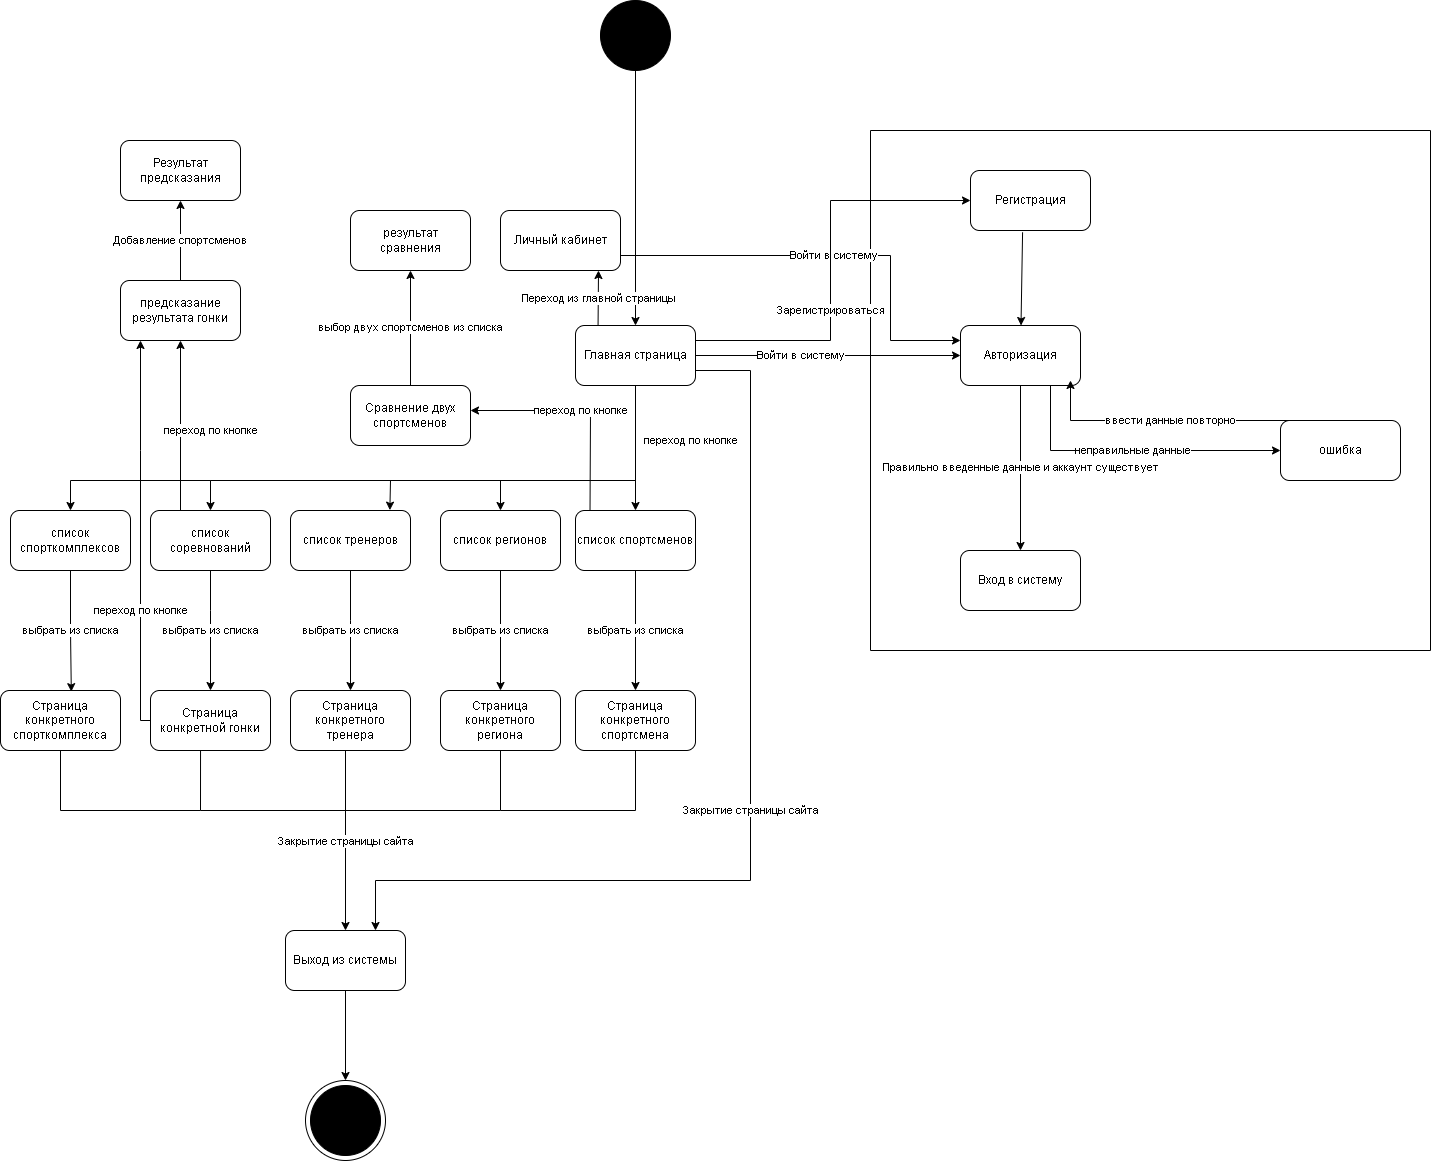 Результат
предсказания
Регистрация
Добавление спортсменов
результат
сравнения
Личный кабинет
Войти в систему
предсказание
результата гонки
Переход из главной страницы
Зарегистрироваться
выбор двух спортсменов из списка
Главная страница
Войти в систему
Авторизация
Сравнение двух
спортсменов
переход по кнопке
ввести данные повторно
переход по кнопке
переход по кнопке
неправильные данные
ошибка
Правильно введенные данные и аккаунт существует
список
спорткомплексов
список
соревнований
список тренеров
список регионов
список спортсменов
Вход в систему
переход по кнопке
выбрать из списка
выбрать из списка
выбрать из списка
выбрать из списка
выбрать из списка
Страница
конкретного
спорткомплекса
Страница
конкретной гонки
Страница
конкретного
тренера
Страница
конкретного
региона
Страница
конкретного
спортсмена
Закрытие страницы сайта
Закрытие страницы сайта
Выход из системы